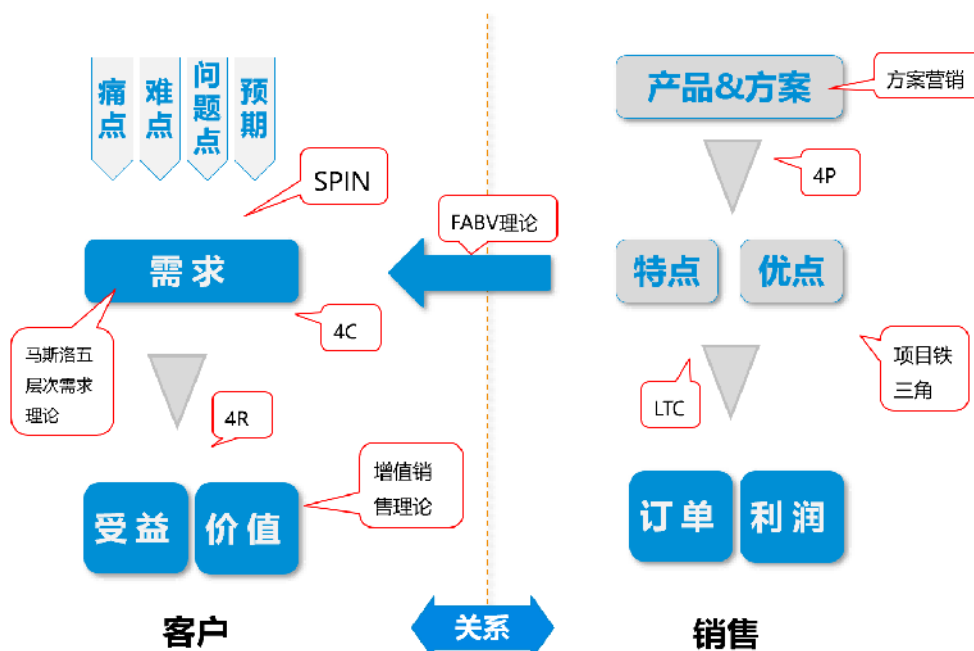 痛点
难点
问题点
预期
SPIN
需求
马斯洛五
层次需求
理论
4C
4R
受益
价值
增值销
售理论
客户
FABV理论
关系
产品&方案
方案营销
4P
特点
优点
项目铁
三角
LTC
订单
利润
销售